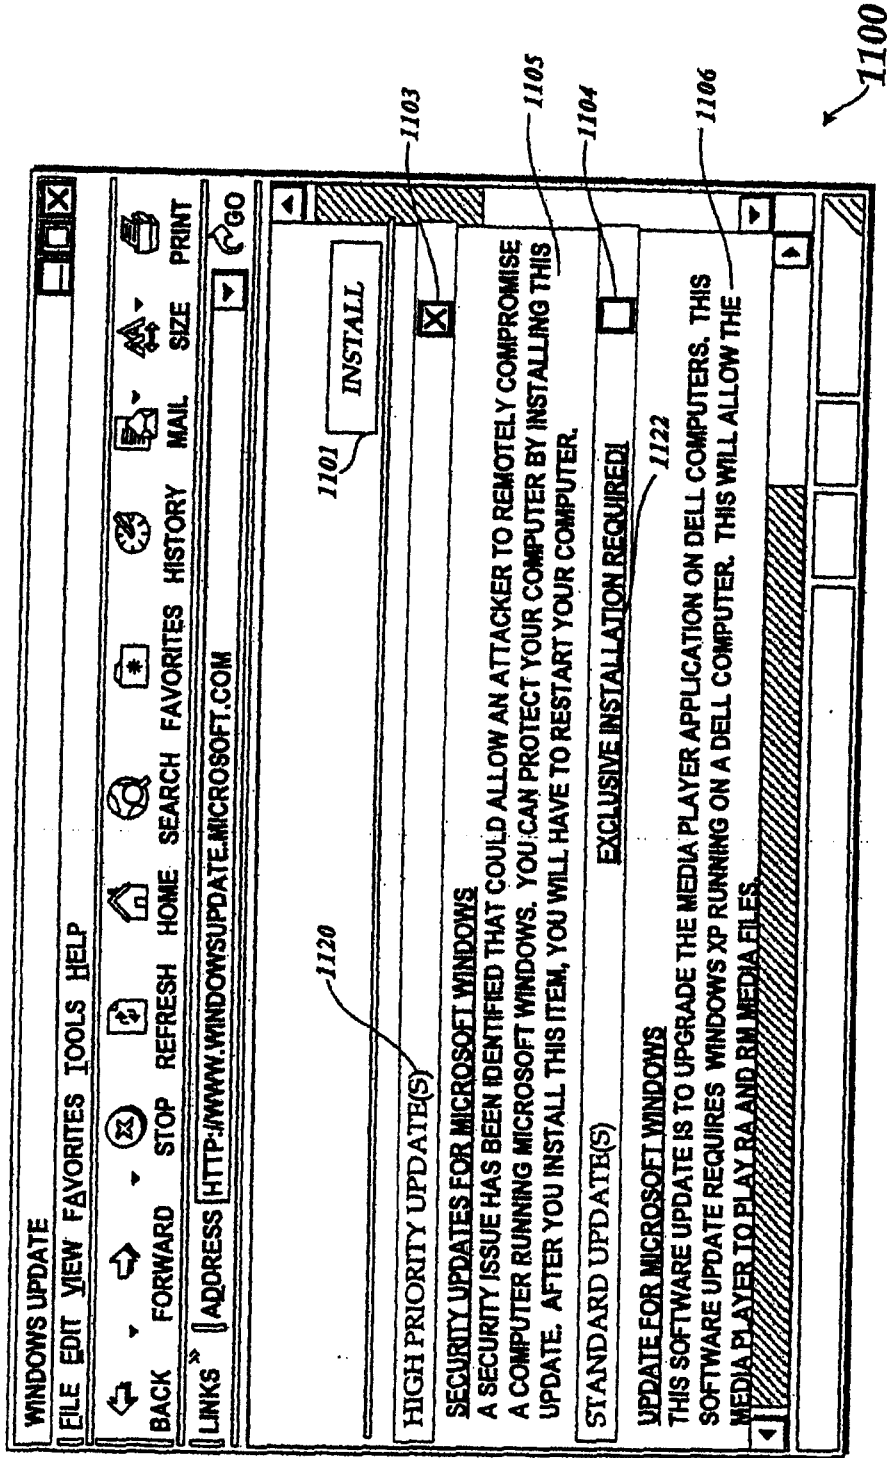 WINDOWS UPDATE
FILE EDIT VIEW FAVORITES TOOLS HELP
BACK FORWARD STOP REFRESH HOME SEARCH FAVORITES HISTORY MAIL SIZE PRINT
LINKS » ADDRESS HTTP://WWW.WINDOWSUPDATE.MICROSOFT.COM GO
1101
INSTALL
1120
HIGH PRIORITY UPDATE(S)
1103
SECURITY UPDATES FOR MICROSOFT WINDOWS
A SECURITY ISSUE HAS BEEN IDENTIFIED THAT COULD ALLOW AN ATTACKER TO REMOTELY COMPROMISE
A COMPUTER RUNNING MICROSOFT WINDOWS. YOU CAN PROTECT YOUR COMPUTER BY INSTALLING THIS
UPDATE. AFTER YOU INSTALL THIS ITEM, YOU WILL HAVE TO RESTART YOUR COMPUTER.
1105
STANDARD UPDATE(S) EXCLUSIVE INSTALLATION REQUIRED!
1104
1122
UPDATE FOR MICROSOFT WINDOWS
THIS SOFTWARE UPDATE IS TO UPGRADE THE MEDIA PLAYER APPLICATION ON DELL COMPUTERS. THIS
SOFTWARE UPDATE REQUIRES WINDOWS XP RUNNING ON A DELL COMPUTER. THIS WILL ALLOW THE
MEDIA PLAYER TO PLAY RA AND RM MEDIA FILES.
1106
1100